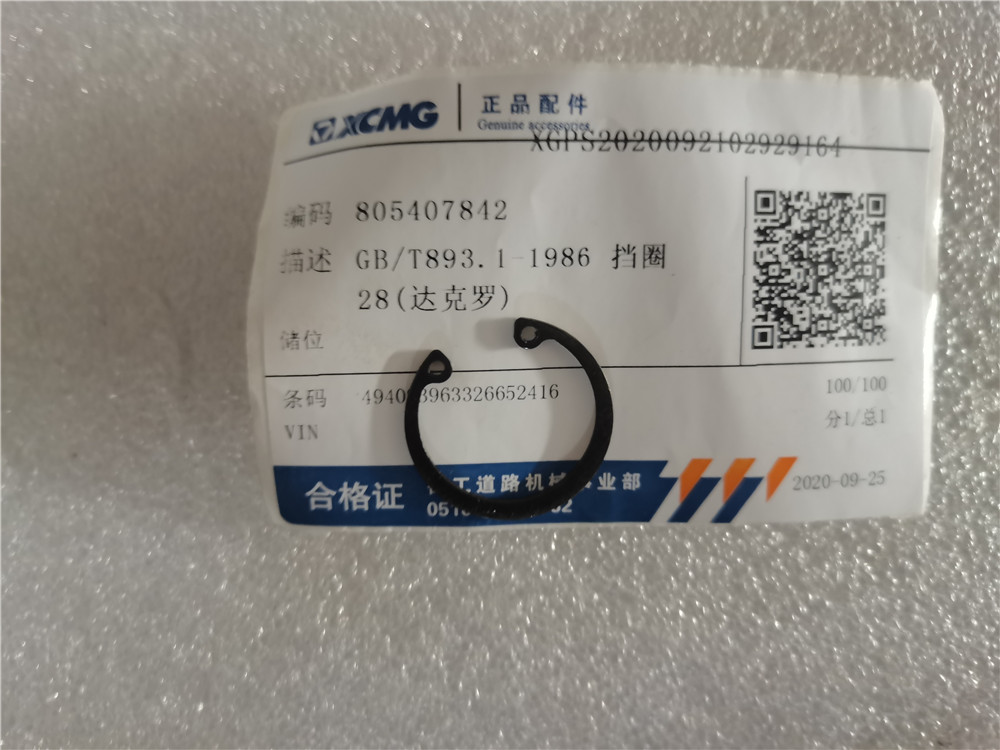 XCMG 正品配件
Genuine accessories
XGPS2020092102929164
编码 805407842
描述 GB/T893.1-1986 挡圈
28(达克罗)
储位
条码 3963326652416
100/100
VIN
分1/总1
合格证 工道路机械 业部
2020-09-25